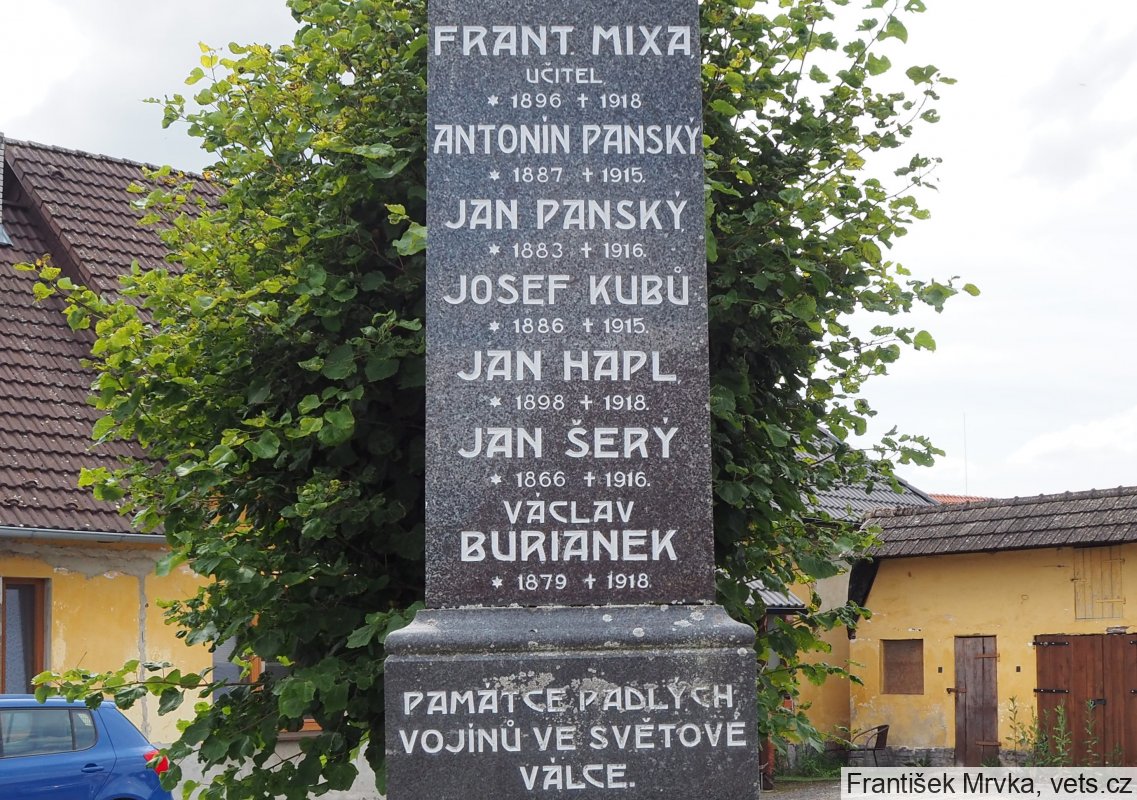 FRANT. MIXA
UČITEL
* 1896 ✝ 1918
ANTONÍN PANSKÝ
* 1887 ✝ 1915.
JAN PANSKÝ
* 1883 ✝ 1916.
JOSEF KUBŮ
* 1886 ✝ 1915.
JAN HAPL
* 1898 ✝ 1918.
JAN ŠERÝ
* 1866 ✝ 1916.
VÁCLAV
BURIANEK
* 1879 ✝ 1918
PAMÁTCE PADLÝCH
VOJÍNŮ VE SVĚTOVÉ
VÁLCE.
František Mrvka, vets.cz